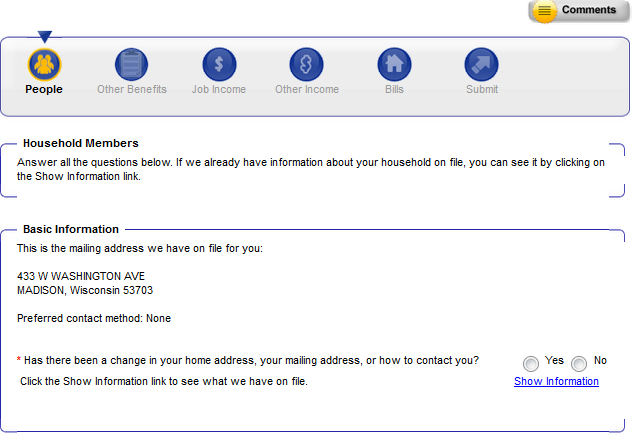 Comments
People
Other Benefits
Job Income
Other Income
Bills
Submit
Household Members
Answer all the questions below. If we already have information about your household on file, you can see it by clicking on
the Show Information link.
Basic Information
This is the mailing address we have on file for you:
433 W WASHINGTON AVE
MADISON, Wisconsin 53703
Preferred contact method: None
* Has there been a change in your home address, your mailing address, or how to contact you? Yes No
Click the Show Information link to see what we have on file. Show Information